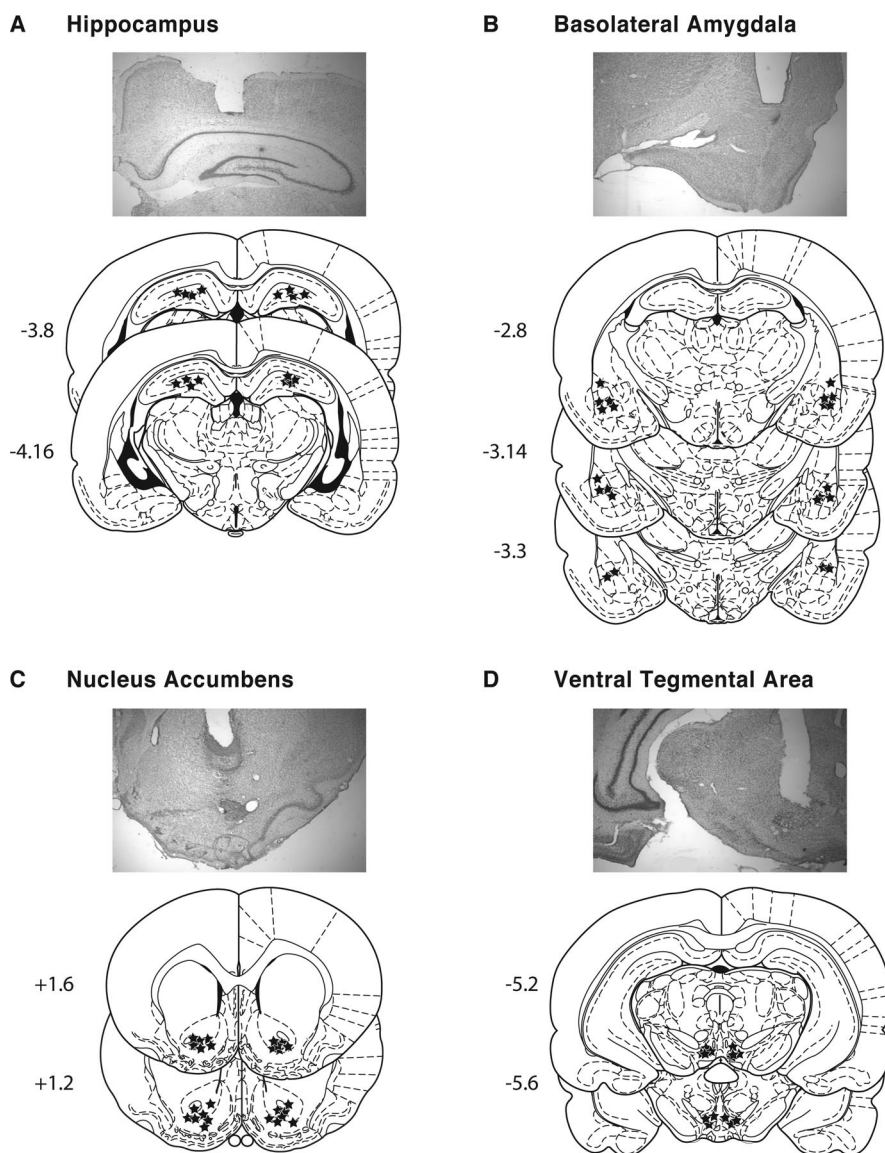 A Hippocampus
-3.8
-4.16
B Basolateral Amygdala
-2.8
-3.14
-3.3
C Nucleus Accumbens
+1.6
+1.2
D Ventral Tegmental Area
-5.2
-5.6